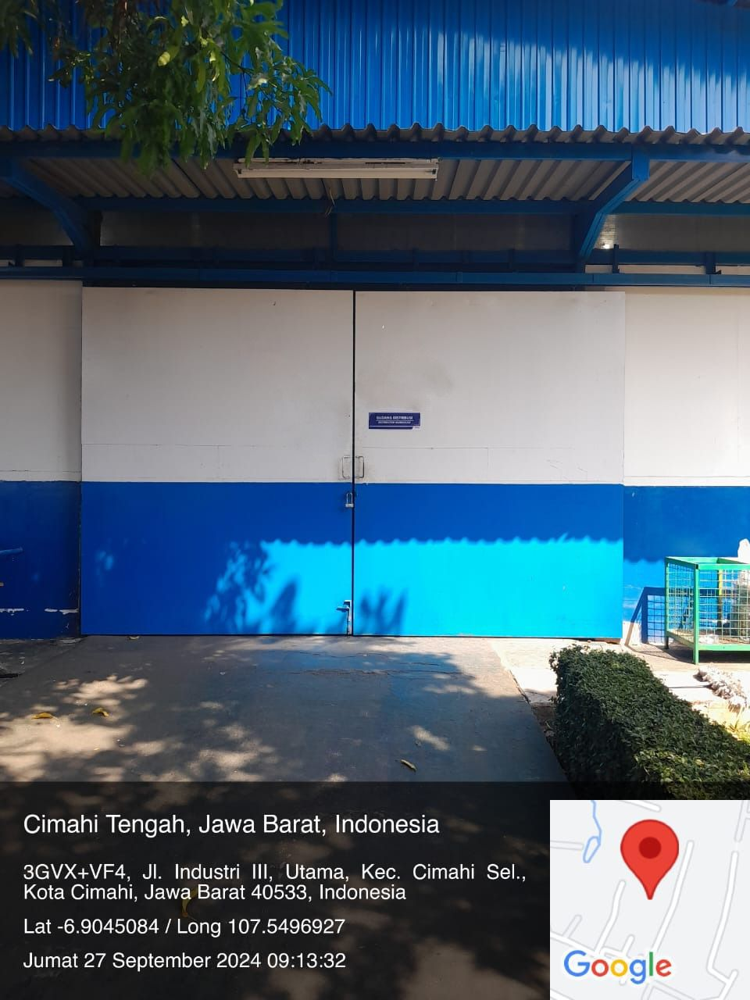 GUDANG DISTRIBUSI
Cimahi Tengah, Jawa Barat, Indonesia
3GVX+VF4, Jl. Industri III, Utama, Kec. Cimahi Sel.,
Kota Cimahi, Jawa Barat 40533, Indonesia
Lat -6.9045084 / Long 107.5496927
Jumat 27 September 2024 09:13:32
Google